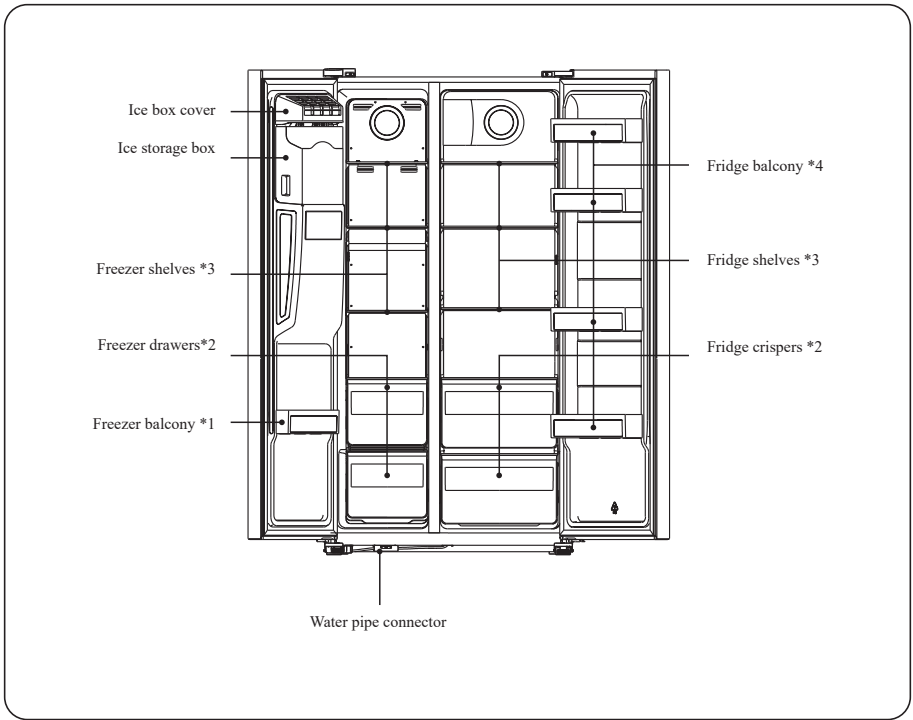 Ice box cover
Ice storage box
Freezer shelves *3
Freezer drawers*2
Freezer balcony *1
Fridge balcony *4
Fridge shelves *3
Fridge crispers *2
Water pipe connector